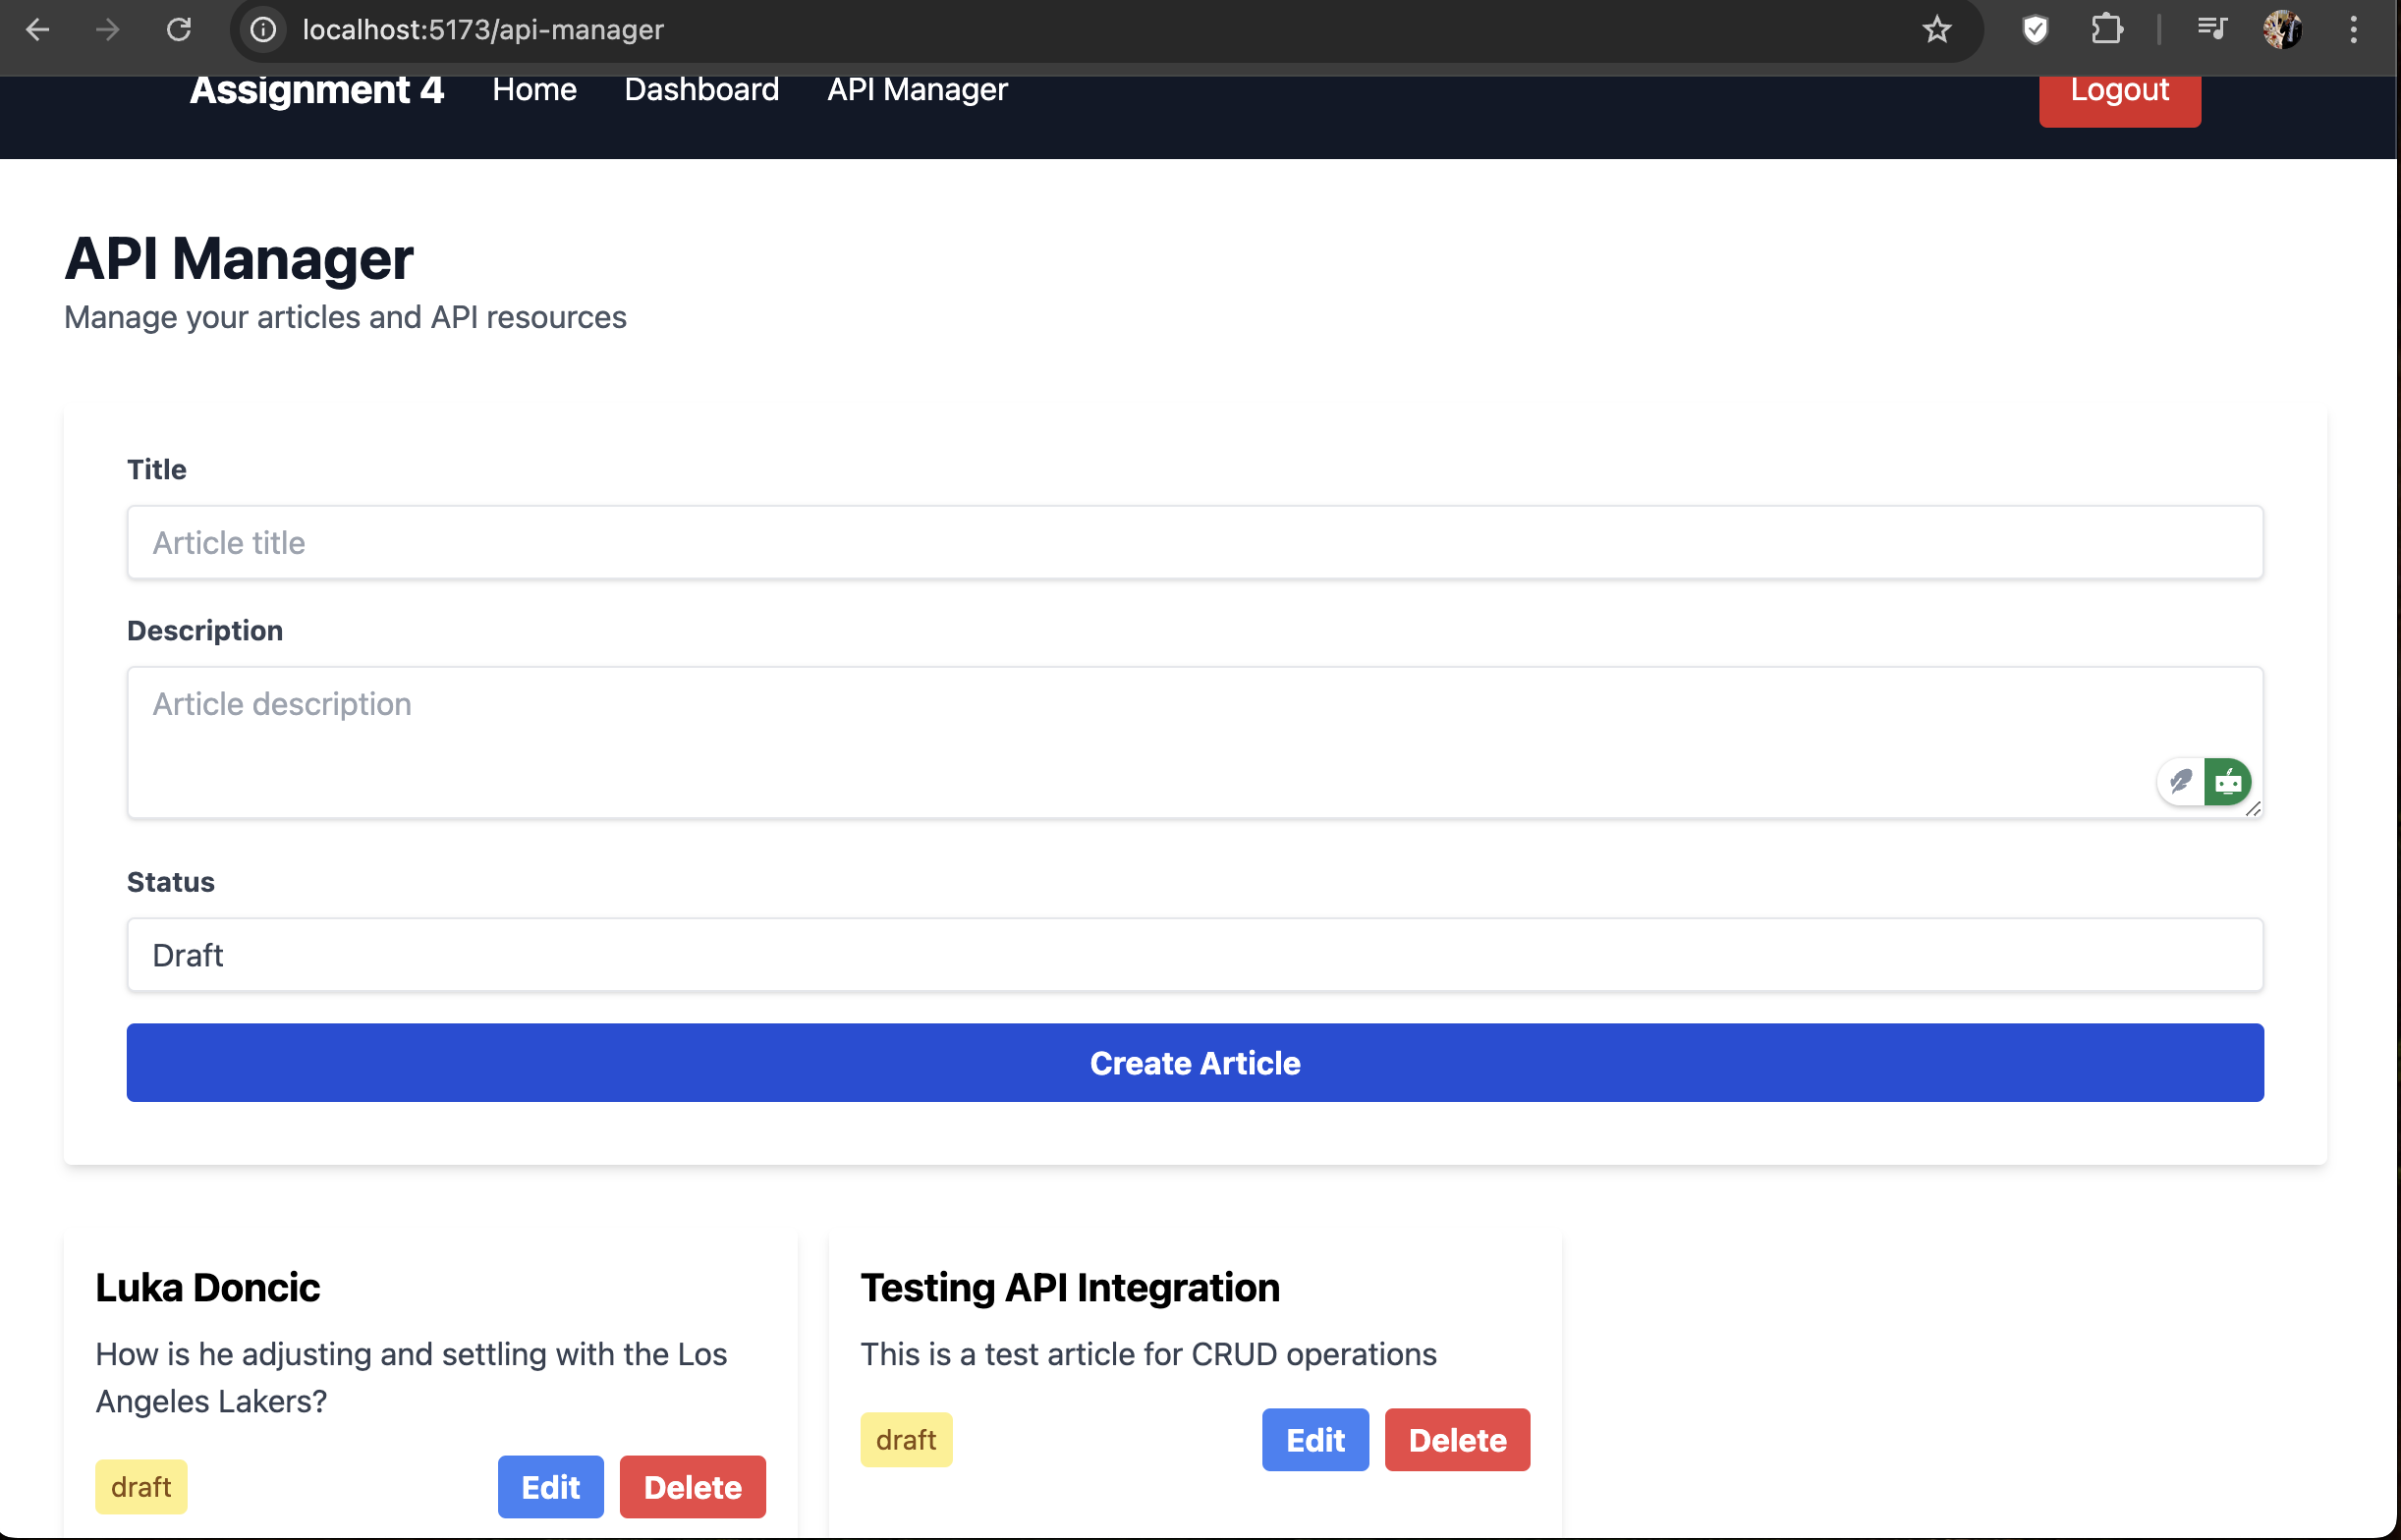 localhost:5173/api-manager
Assignment 4 Home Dashboard API Manager Logout
API Manager
Manage your articles and API resources
Title
Article title
Description
Article description
Status
Draft
Create Article
Luka Doncic
How is he adjusting and settling with the Los
Angeles Lakers?
draft Edit Delete
Testing API Integration
This is a test article for CRUD operations
draft Edit Delete